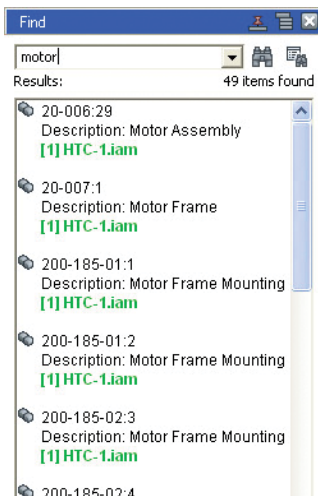 Find
motor
Results: 49 items found
20-006:29
Description: Motor Assembly
[1] HTC-1.iam
20-007:1
Description: Motor Frame
[1] HTC-1.iam
200-185-01:1
Description: Motor Frame Mounting
[1] HTC-1.iam
200-185-01:2
Description: Motor Frame Mounting
[1] HTC-1.iam
200-185-02:3
Description: Motor Frame Mounting
[1] HTC-1.iam
200-185-02:4